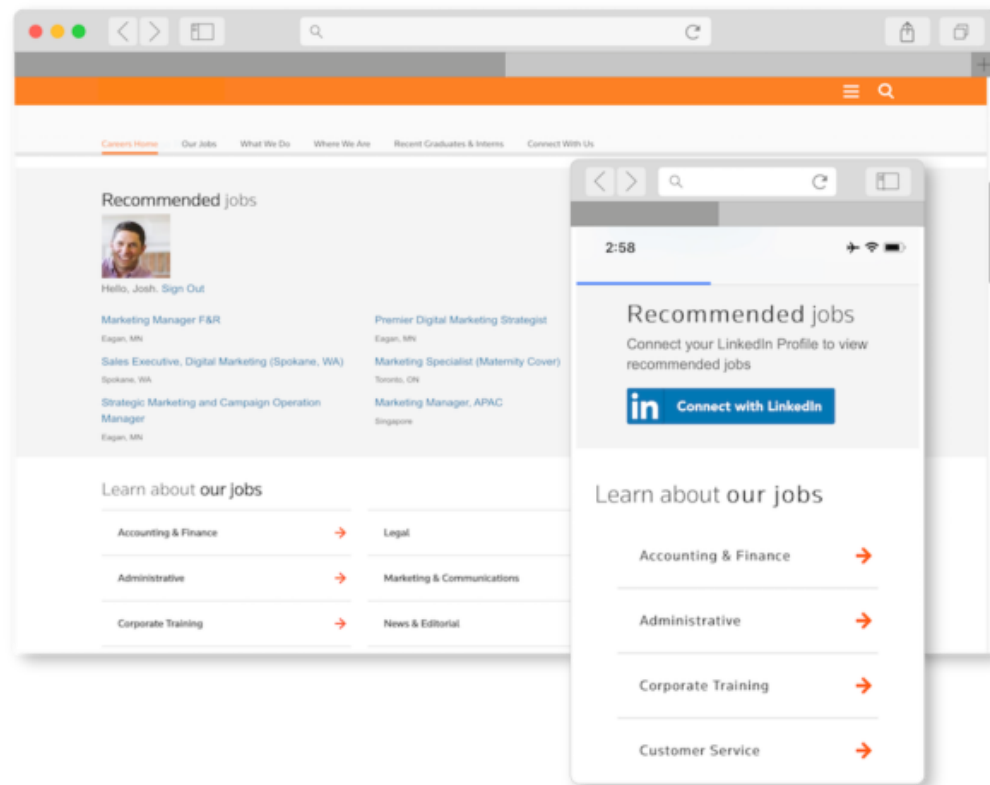 Careers Home
Our Jobs
What We Do
Where We Are
Recent Graduates & Interns
Connect With Us
Recommended jobs
Hello, Josh. Sign Out
Marketing Manager F&R
Eagan, MN
Sales Executive, Digital Marketing (Spokane, WA)
Spokane, WA
Strategic Marketing and Campaign Operation
Manager
Eagan, MN
Premier Digital Marketing Strategist
Eagan, MN
Marketing Specialist (Maternity Cover)
Toronto, ON
Marketing Manager, APAC
Singapore
Learn about our jobs
Accounting & Finance
Administrative
Corporate Training
Legal
Marketing & Communications
News & Editorial
2:58
Recommended jobs
Connect your LinkedIn Profile to view
recommended jobs
in Connect with LinkedIn
Learn about our jobs
Accounting & Finance
Administrative
Corporate Training
Customer Service